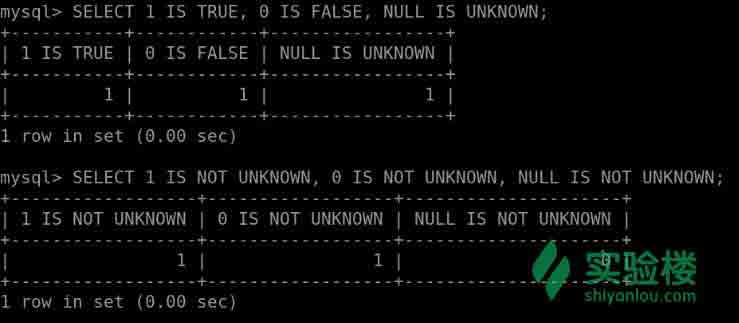 mysql> SELECT 1 IS TRUE, 0 IS FALSE, NULL IS UNKNOWN;
+-----------+------------+-----------------+
| 1 IS TRUE | 0 IS FALSE | NULL IS UNKNOWN |
+-----------+------------+-----------------+
|         1 |          1 |               1 |
+-----------+------------+-----------------+
1 row in set (0.00 sec)
mysql> SELECT 1 IS NOT UNKNOWN, 0 IS NOT UNKNOWN, NULL IS NOT UNKNOWN;
+------------------+------------------+---------------------+
| 1 IS NOT UNKNOWN | 0 IS NOT UNKNOWN | NULL IS NOT UNKNOWN |
+------------------+------------------+---------------------+
|                1 |                1 |                   0 |
+------------------+------------------+---------------------+
1 row in set (0.00 sec)
实验楼
shiyanlou.com